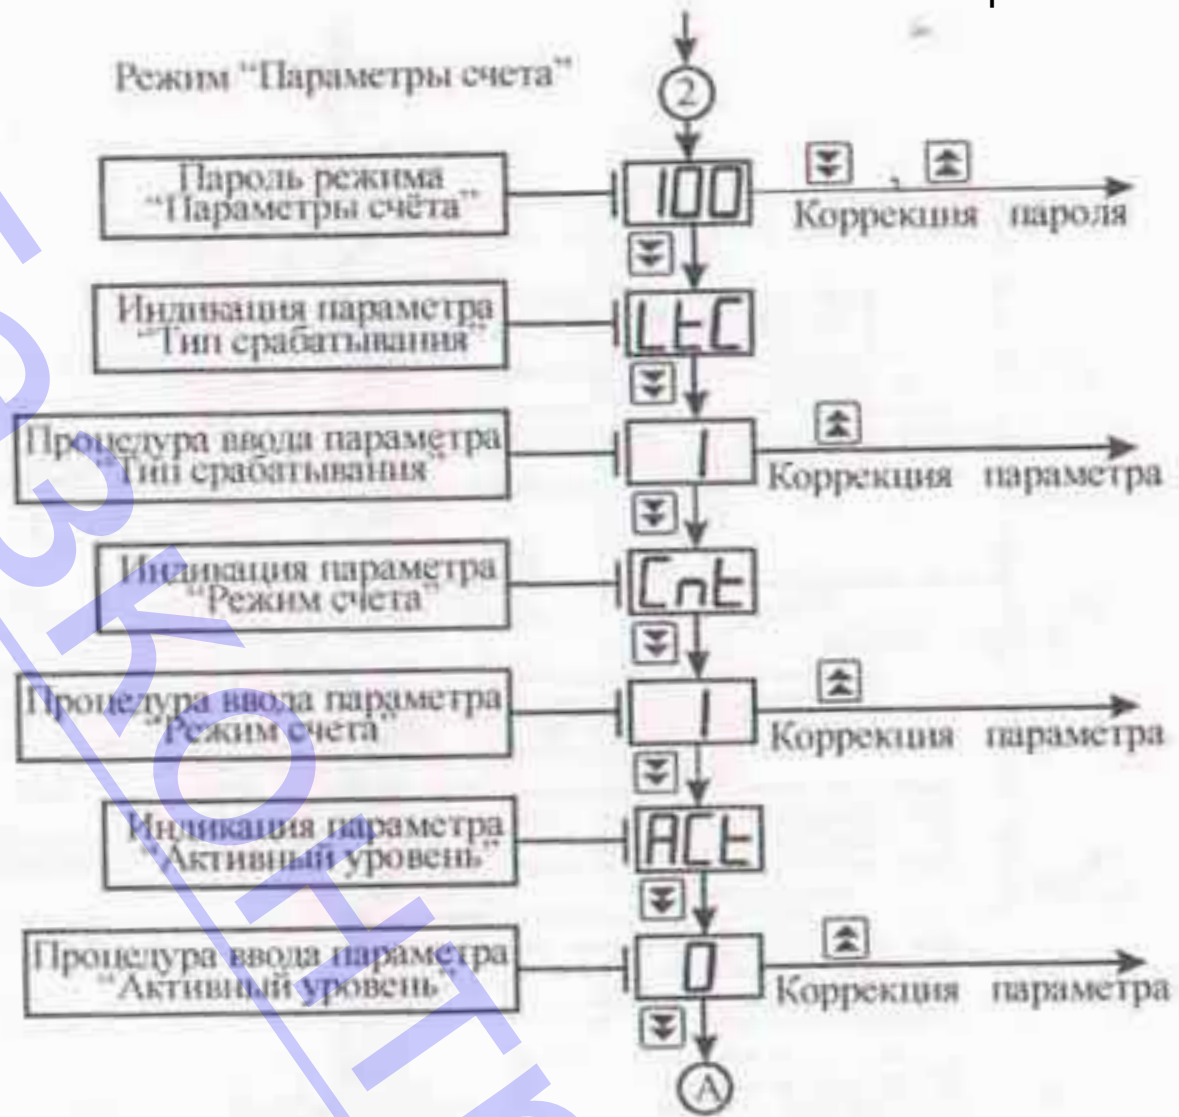 Режим “Параметры счета”
2
Пароль режима
“Параметры счёта”
100
Коррекция пароля
Индикация параметра
“Тип срабатывания”
LtC
Процедура ввода параметра
“Тип срабатывания”
1
Коррекция параметра
Индикация параметра
“Режим счета”
Cnt
Процедура ввода параметра
“Режим счета”
1
Коррекция параметра
Индикация параметра
“Активный уровень”
ACt
Процедура ввода параметра
“Активный уровень”
0
Коррекция параметра
А